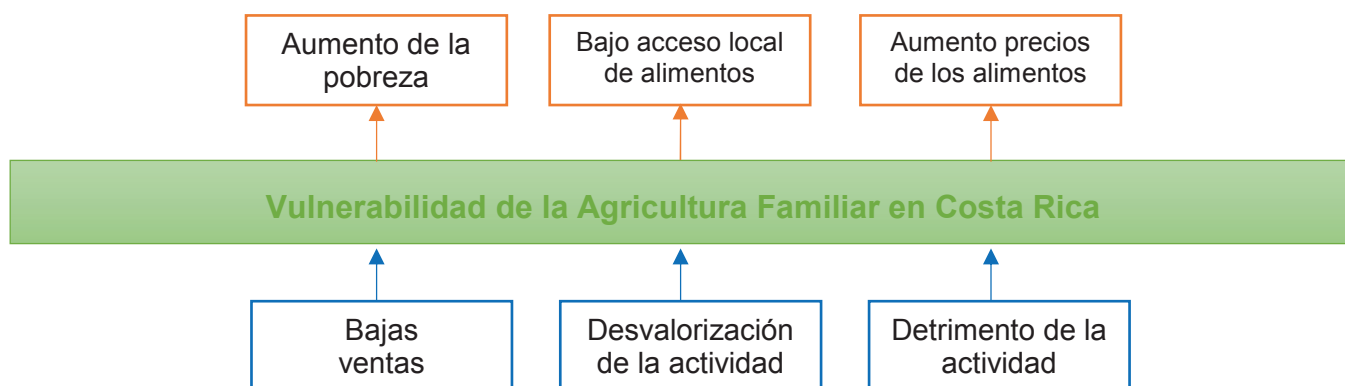 Aumento de la
pobreza
Bajo acceso local
de alimentos
Aumento precios
de los alimentos
Vulnerabilidad de la Agricultura Familiar en Costa Rica
Bajas
ventas
Desvalorización
de la actividad
Detrimento de la
actividad